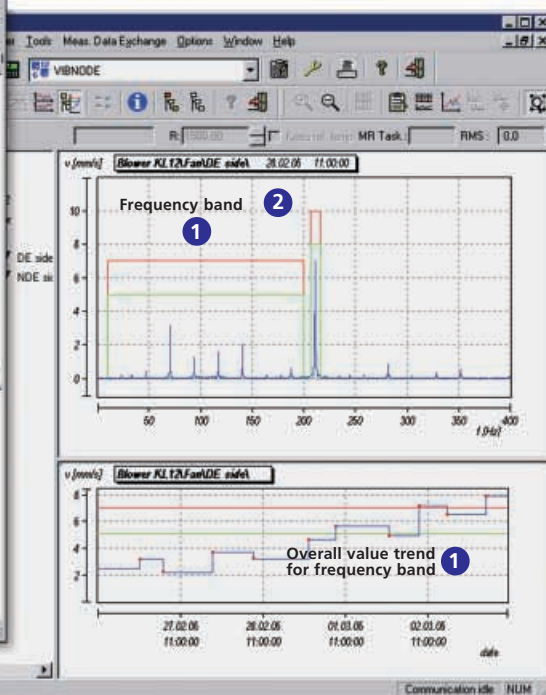 Tools Meas. Data Exchange Options Window Help
VIBNODE
R: 1500.00 MR Task: RMS: 0.0
v [mm/s] Blower KL12\Fan\DE side\ 28.02.06 11:00:00
Frequency band 2
1
DE side
NDE
10
8
6
4
2
0
50 100 150 200 250 300 350 400
f [Hz]
v [mm/s] Blower KL12\Fan\DE side\
8
6
4
2
Overall value trend
for frequency band 1
27.02.06 28.02.06 01.03.06 02.03.06
11:00:00 11:00:00 11:00:00 11:00:00
date
Communication idle NUM